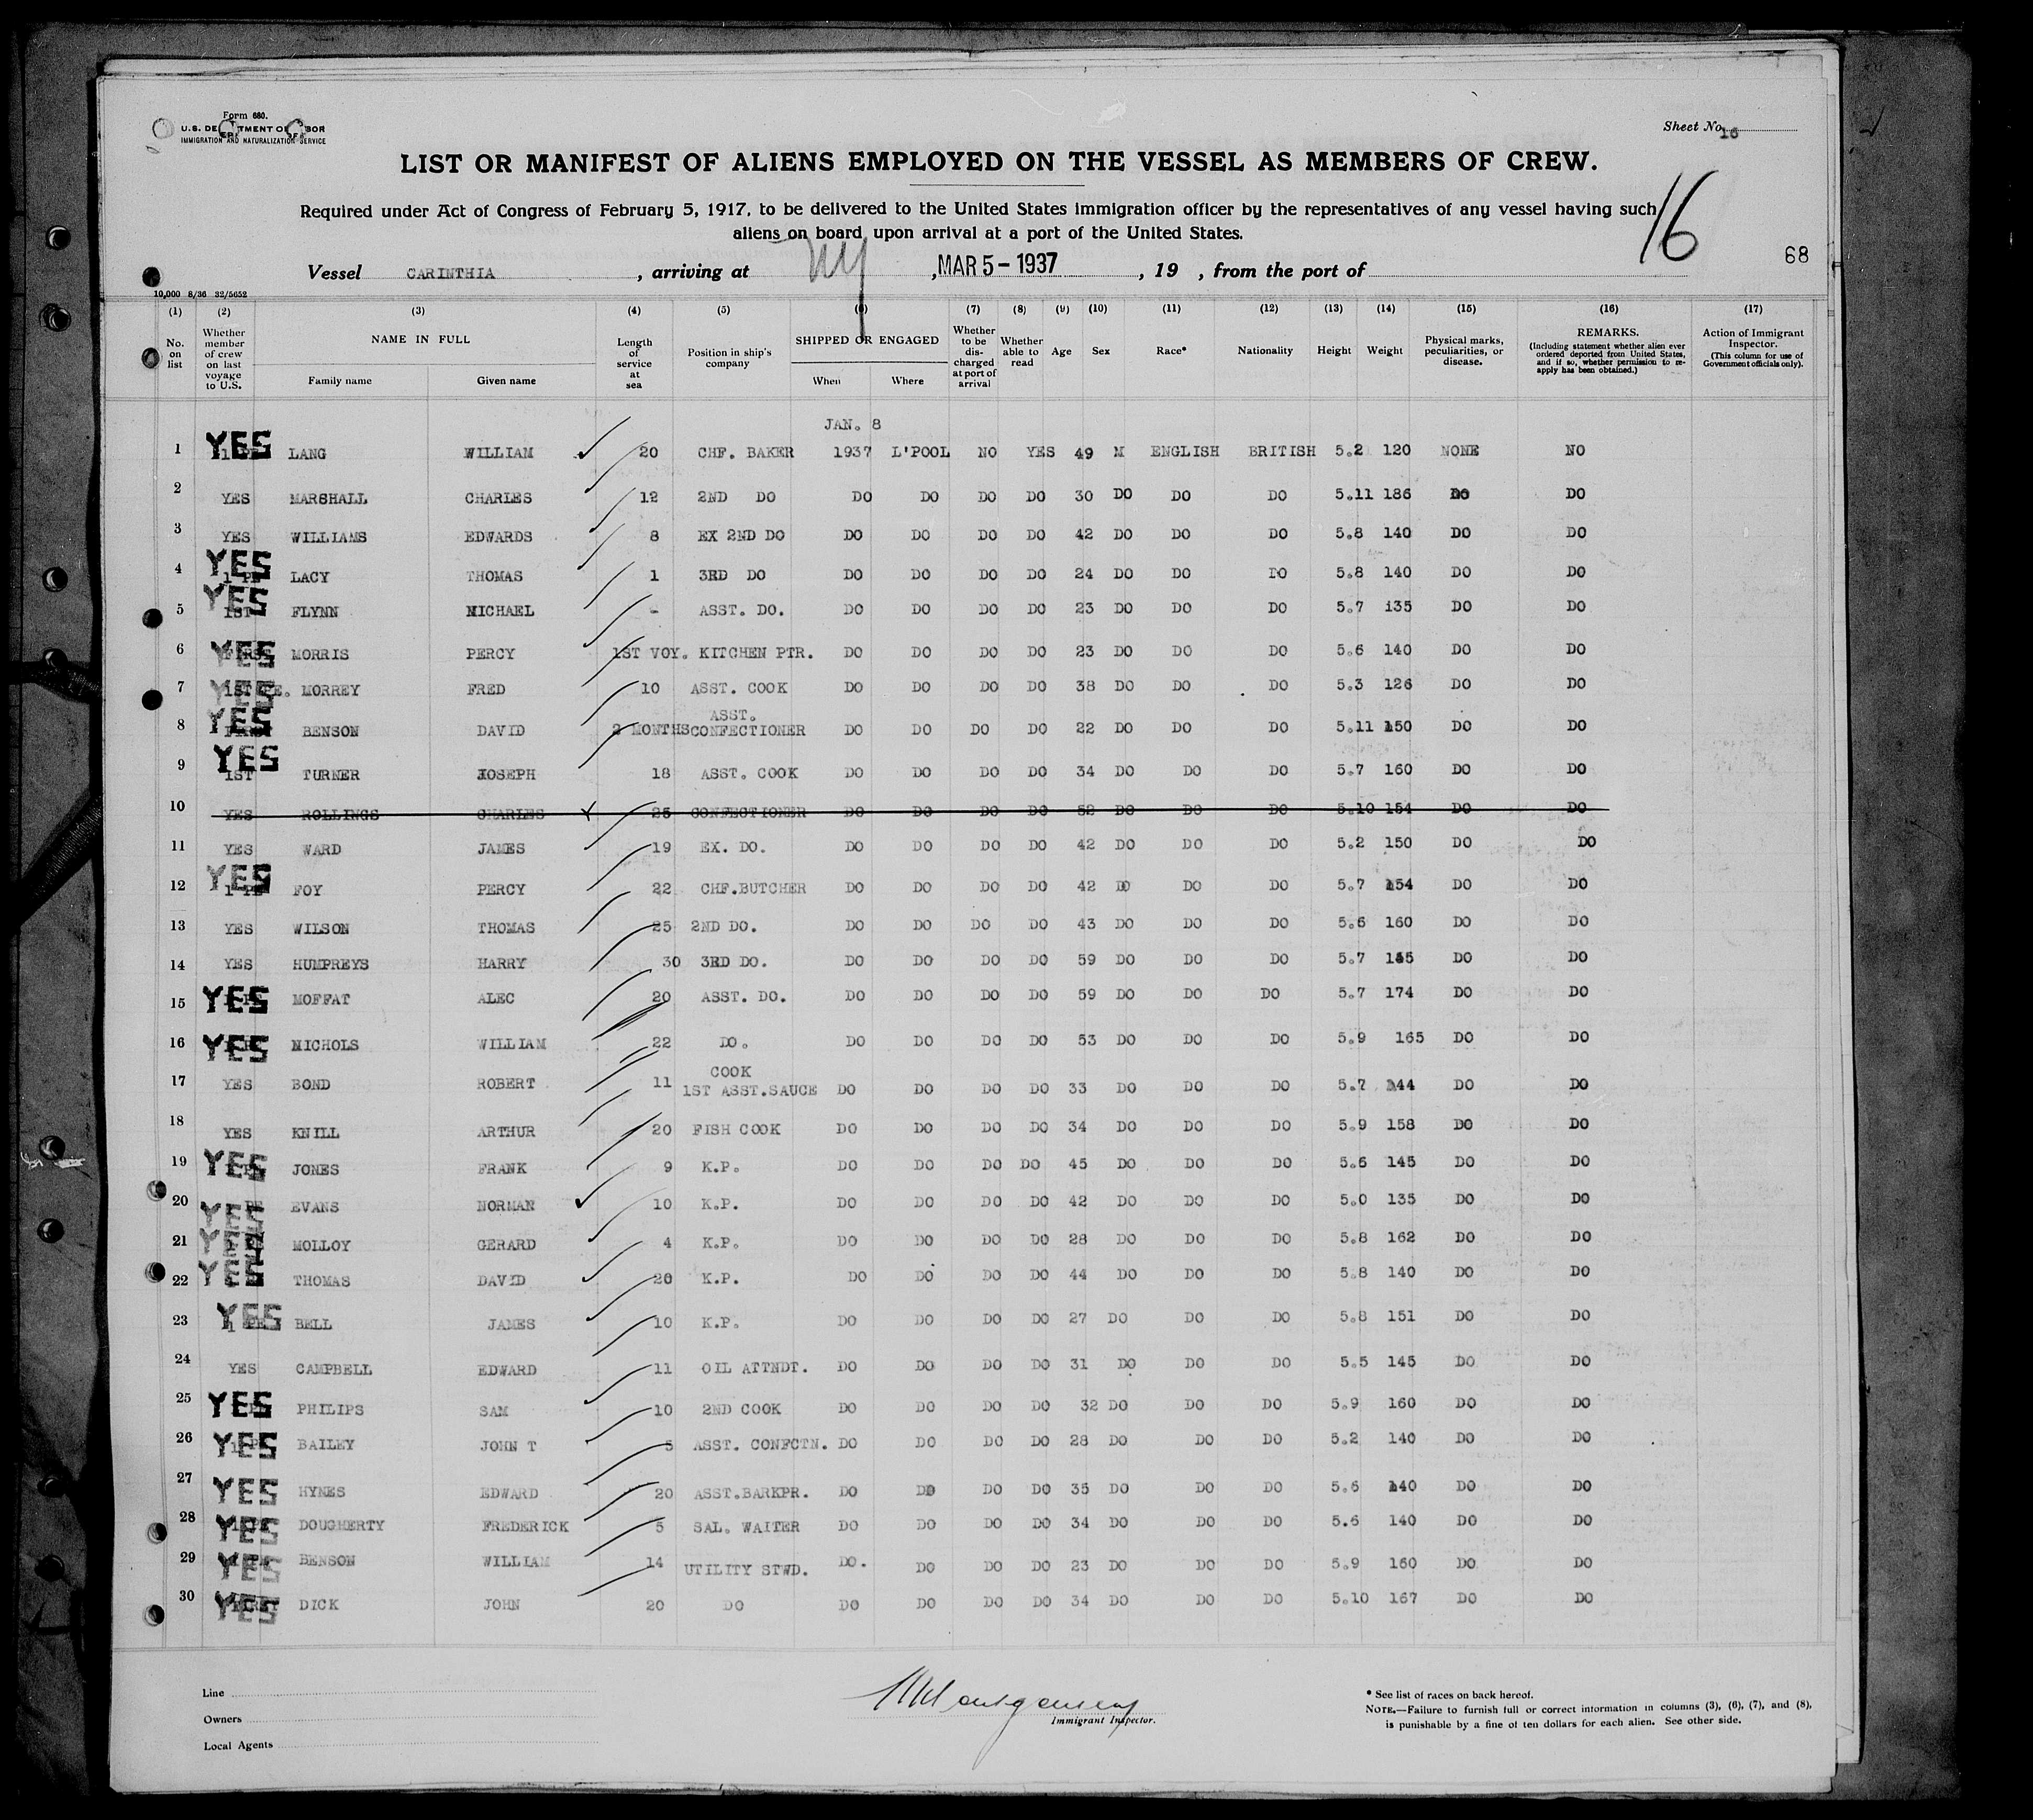 Form 680.
U.S. DEPARTMENT OF LABOR
IMMIGRATION AND NATURALIZATION SERVICE
Sheet No. 16
LIST OR MANIFEST OF ALIENS EMPLOYED ON THE VESSEL AS MEMBERS OF CREW.
Required under Act of Congress of February 5, 1917, to be delivered to the United States immigration officer by the representatives of any vessel having such
aliens on board upon arrival at a port of the United States.
16
68
Vessel CARINTHIA, arriving at NY, MAR 5 - 1937, 19 , from the port of
10,000 8/36 32/5652
(1) (2) (3) (4) (5) (6) (7) (8) (9) (10) (11) (12) (13) (14) (15) (16) (17)
No. on list Whether member of crew on last voyage to U.S. NAME IN FULL Family name Given name Length of service at sea Position in ship's company SHIPPED OR ENGAGED When Where Whether to be discharged at port of arrival Whether able to read Age Sex Race* Nationality Height Weight Physical marks, peculiarities, or disease. REMARKS. (Including statement whether alien ever ordered deported from United States, and if so, whether permission to reapply has been obtained.) Action of Immigrant Inspector. (This column for use of Government officials only).
JAN. 8
1 YES LANG WILLIAM 20 CHF. BAKER 1937 L'POOL NO YES 49 M ENGLISH BRITISH 5.2 120 NONE NO
2 YES MARSHALL CHARLES 12 2ND DO DO DO DO DO 30 DO DO DO 5.11 186 DO DO
3 YES WILLIAMS EDWARDS 8 EX 2ND DO DO DO DO DO 42 DO DO DO 5.8 140 DO DO
4 YES LACY THOMAS 1 3RD DO DO DO DO DO 24 DO DO DO 5.8 140 DO DO
5 YES 1ST FLYNN MICHAEL - ASST. DO. DO DO DO DO 23 DO DO DO 5.7 135 DO DO
6 YES MORRIS PERCY 1ST VOY. KITCHEN PTR. DO DO DO DO 23 DO DO DO 5.6 140 DO DO
7 YES MORREY FRED 10 ASST. COOK DO DO DO DO 38 DO DO DO 5.3 126 DO DO
ASST.
8 YES BENSON DAVID 2 MONTHS CONFECTIONER DO DO DO DO 22 DO DO DO 5.11 150 DO DO
9 YES 1ST TURNER JOSEPH 18 ASST. COOK DO DO DO DO 34 DO DO DO 5.7 160 DO DO
10 YES ROLLINGS CHARLES 25 CONFECTIONER DO DO DO DO 52 DO DO DO 5.10 154 DO DO
11 YES WARD JAMES 19 EX. DO. DO DO DO DO 42 DO DO DO 5.2 150 DO DO
12 YES FOY PERCY 22 CHF.BUTCHER DO DO DO DO 42 DO DO DO 5.7 154 DO DO
13 YES WILSON THOMAS 25 2ND DO. DO DO DO DO 43 DO DO DO 5.6 160 DO DO
14 YES HUMPREYS HARRY 30 3RD DO. DO DO DO DO 59 DO DO DO 5.7 DO DO
15 YES MOFFAT ALEC 20 ASST. DO. DO DO DO DO 59 DO DO DO 5.7 174 DO DO
16 YES NICHOLS WILLIAM 22 DO. DO DO DO DO 53 DO DO DO 5.9 165 DO DO
COOK
17 YES BOND ROBERT 11 1ST ASST.SAUCE DO DO DO DO 33 DO DO DO 5.7 144 DO DO
18 YES KNILL ARTHUR 20 FISH COOK DO DO DO DO 34 DO DO DO 5.9 158 DO DO
19 YES JONES FRANK 9 K.P. DO DO DO DO 45 DO DO DO 5.6 145 DO DO
20 YES EVANS NORMAN 10 K.P. DO DO DO DO 42 DO DO DO 5.0 135 DO DO
21 YES MOLLOY GERARD 4 K.P. DO DO DO DO 28 DO DO DO 5.8 162 DO DO
22 YES THOMAS DAVID 20 K.P. DO DO DO DO 44 DO DO DO 5.8 140 DO DO
23 YES BELL JAMES 10 K.P. DO DO DO DO 27 DO DO DO 5.8 151 DO DO
24 YES CAMPBELL EDWARD 11 OIL ATTNDT. DO DO DO DO 31 DO DO DO 5.5 145 DO DO
25 YES PHILIPS SAM 10 2ND COOK DO DO DO DO 32 DO DO DO 5.9 160 DO DO
26 YES BAILEY JOHN T 5 ASST. CONFCTN. DO DO DO DO 28 DO DO DO 5.2 140 DO DO
27 YES HYNES EDWARD 20 ASST.BARKPR. DO DO DO DO 35 DO DO DO 5.6 140 DO DO
28 YES DOUGHERTY FREDERICK 5 SAL. WAITER DO DO DO DO 34 DO DO DO 5.6 140 DO DO
29 YES BENSON WILLIAM 14 UTILITY STWD. DO. DO DO DO 23 DO DO DO 5.9 160 DO DO
30 YES FIRST DICK JOHN 20 DO DO DO DO DO 34 DO DO DO 5.10 167 DO DO
Line
Owners
Local Agents
Immigrant Inspector.
* See list of races on back hereof.
NOTE.—Failure to furnish full or correct information in columns (3), (6), (7), and (8),
is punishable by a fine of ten dollars for each alien. See other side.